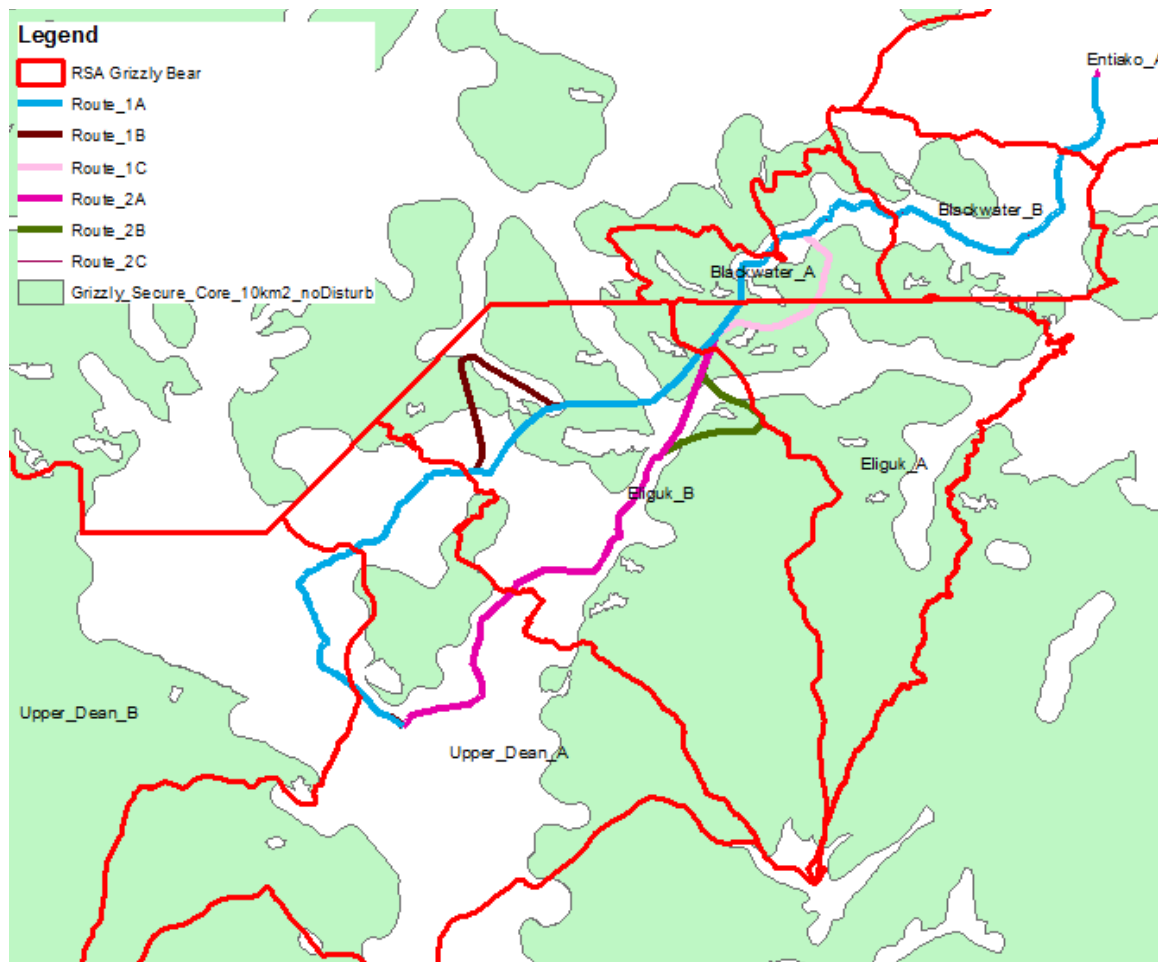 Legend
RSA Grizzly Bear
Route_1A
Route_1B
Route_1C
Route_2A
Route_2B
Route_2C
Grizzly_Secure_Core_10km2_noDisturb
Entiako_A
Blackwater_B
Blackwater_A
Eliguk_A
Eliguk_B
Upper_Dean_B
Upper_Dean_A